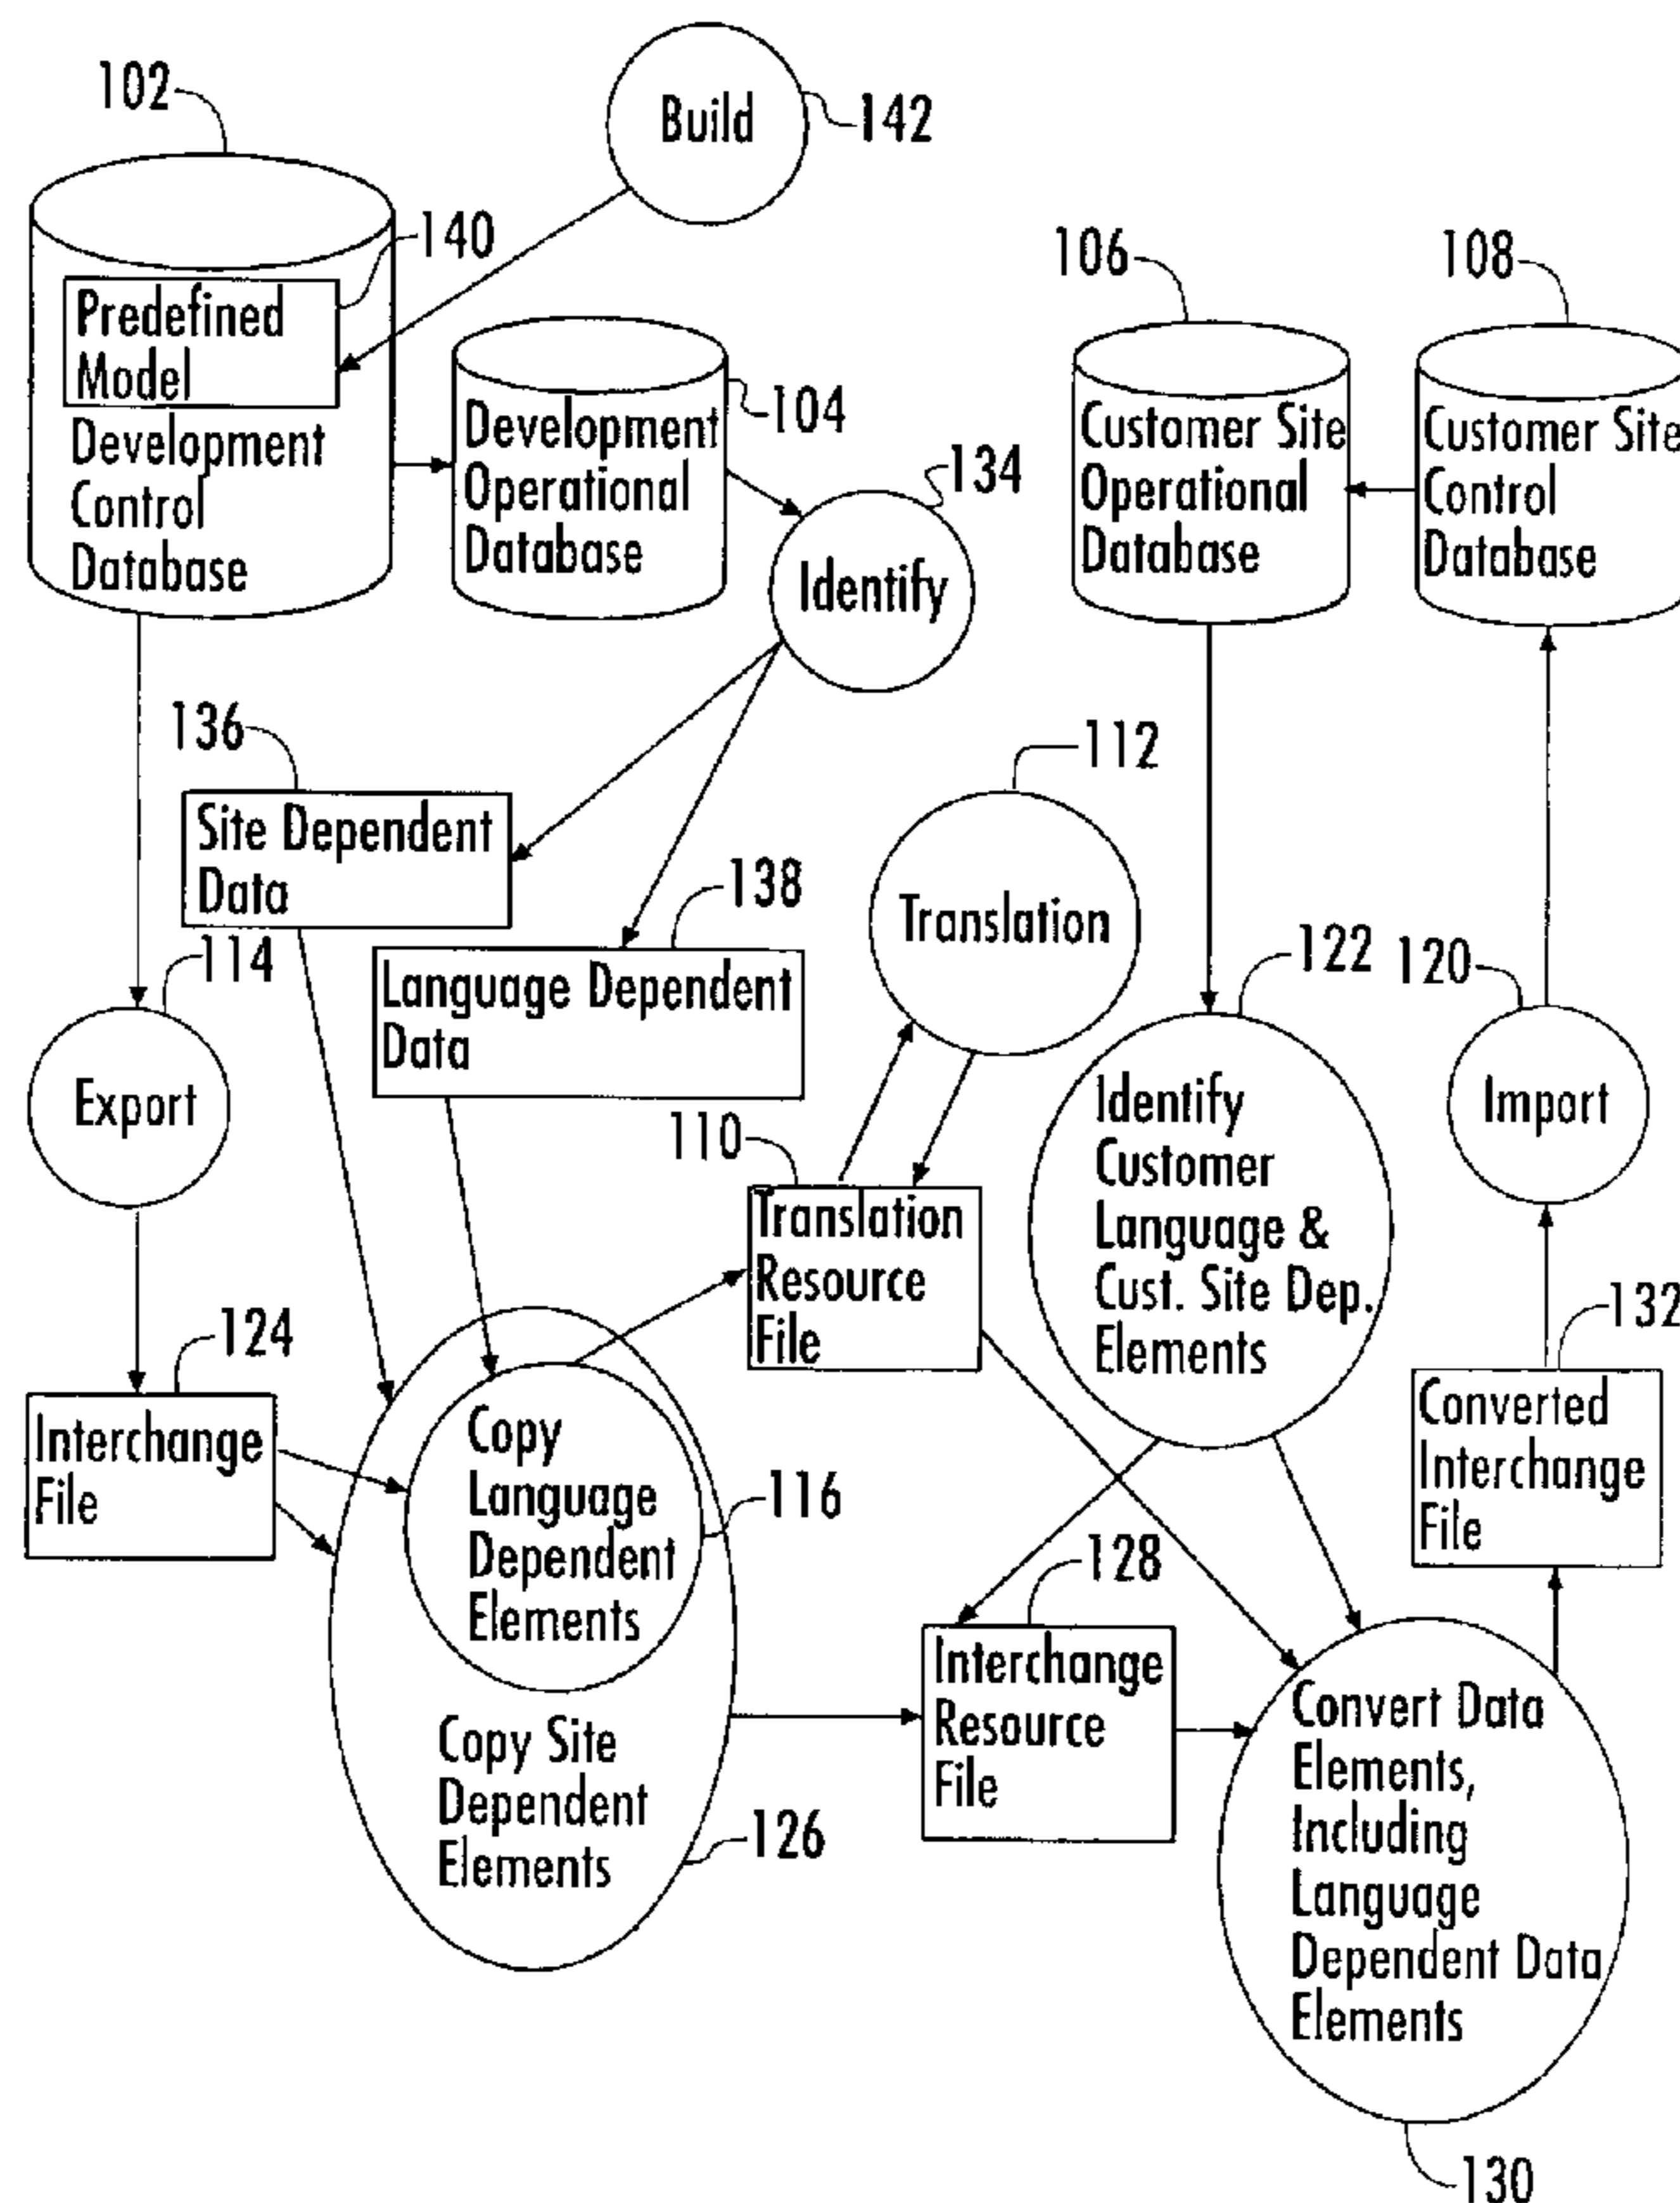 102
Build
142
140
Predefined
Model
Development
Control
Database
104
Development
Operational
Database
134
Identify
106
Customer Site
Operational
Database
108
Customer Site
Control
Database
136
Site Dependent
Data
138
Language Dependent
Data
112
Translation
114
Export
110
Translation
Resource
File
122
Identify
Customer
Language &
Cust. Site Dep.
Elements
120
Import
124
Interchange
File
Copy
Language
Dependent
Elements
116
Copy Site
Dependent
Elements
126
128
Interchange
Resource
File
132
Converted
Interchange
File
Convert Data
Elements,
Including
Language
Dependent Data
Elements
130